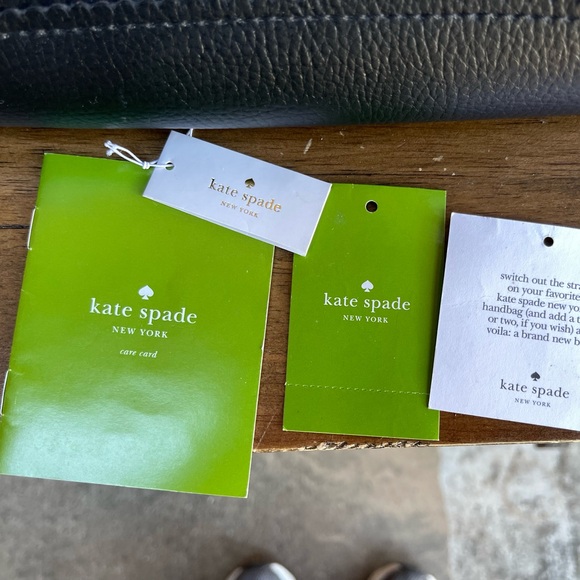 kate spade
NEW YORK
care card
kate spade
NEW YORK
kate spade
NEW YORK
switch out the
on your favorite
kate spade new
handbag (and add a
or two, if you wish)
voila: a brand new
kate spade
NEW YORK